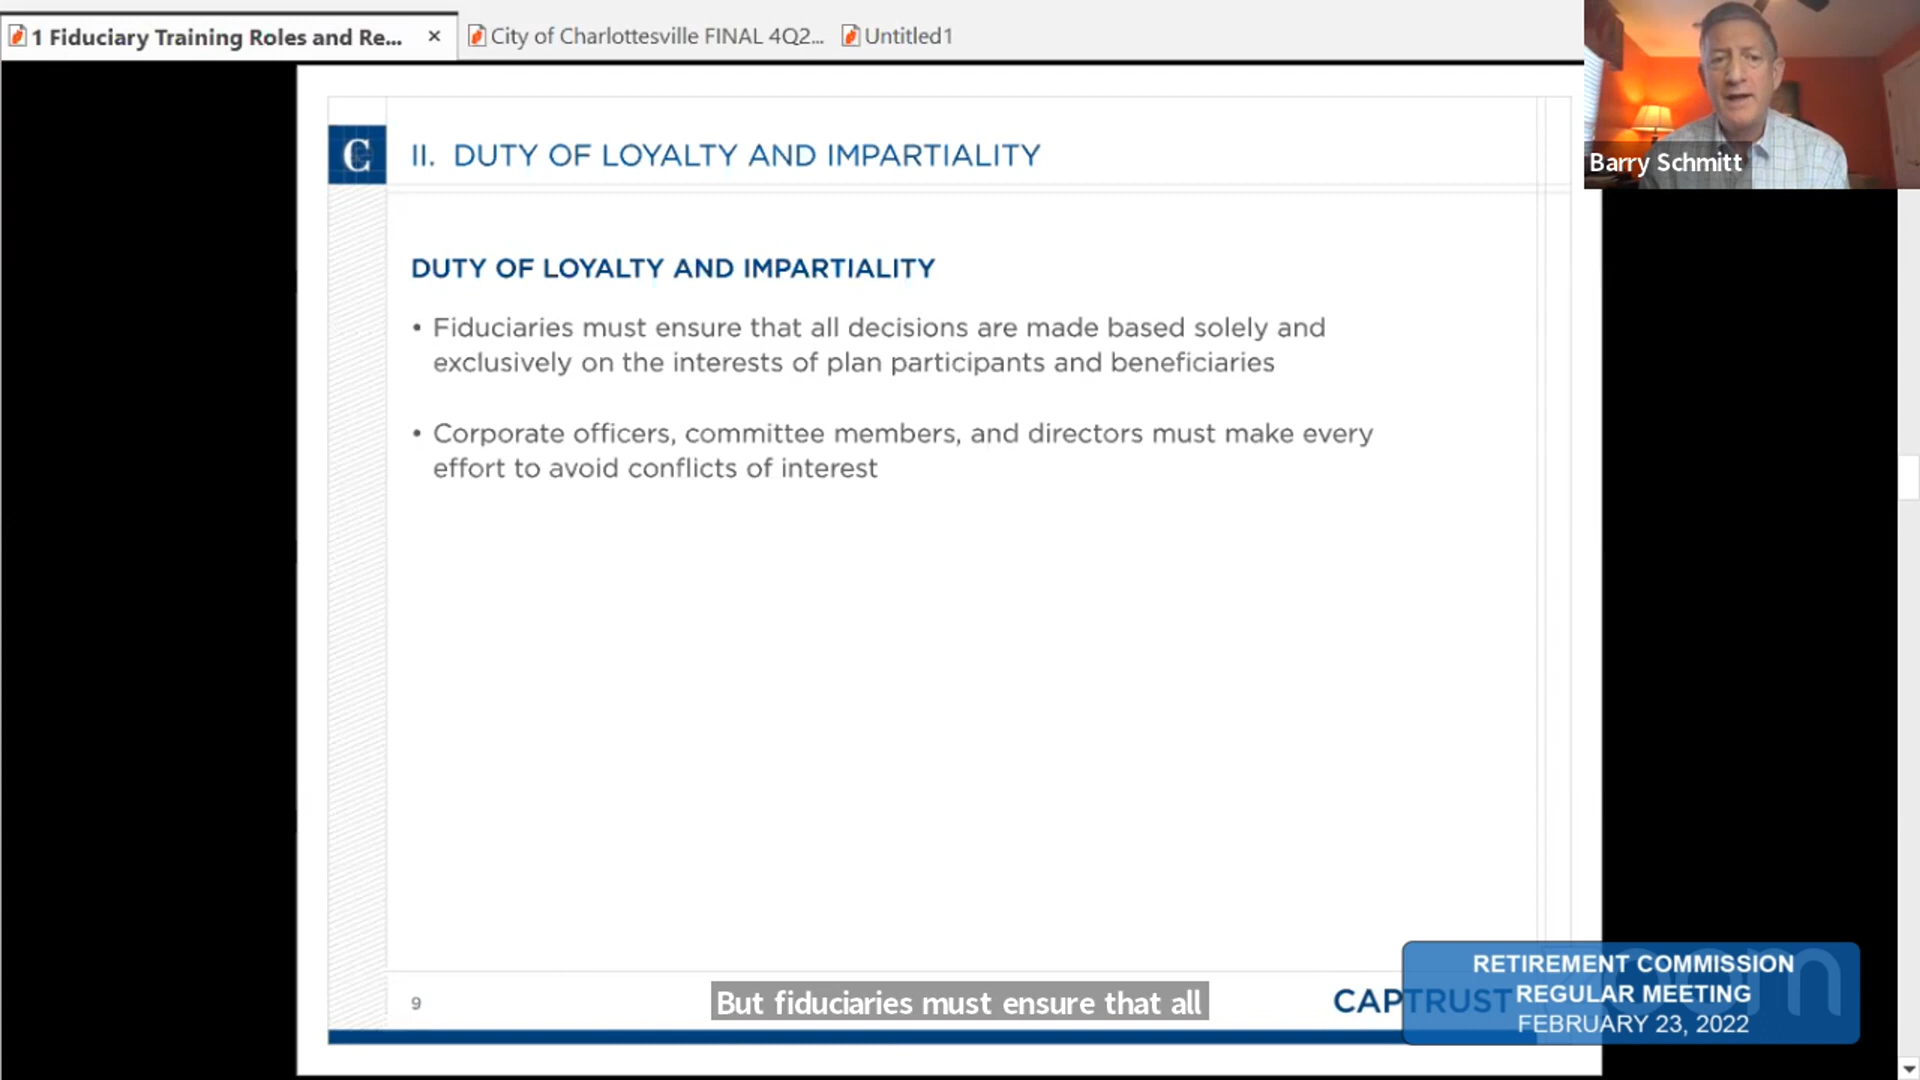 1 Fiduciary Training Roles and Re...
City of Charlottesville FINAL 4Q2...
Untitled1
Barry Schmitt
C
II. DUTY OF LOYALTY AND IMPARTIALITY
DUTY OF LOYALTY AND IMPARTIALITY
• Fiduciaries must ensure that all decisions are made based solely and
exclusively on the interests of plan participants and beneficiaries
• Corporate officers, committee members, and directors must make every
effort to avoid conflicts of interest
9
But fiduciaries must ensure that all
CAPTRUST
RETIREMENT COMMISSION
REGULAR MEETING
FEBRUARY 23, 2022